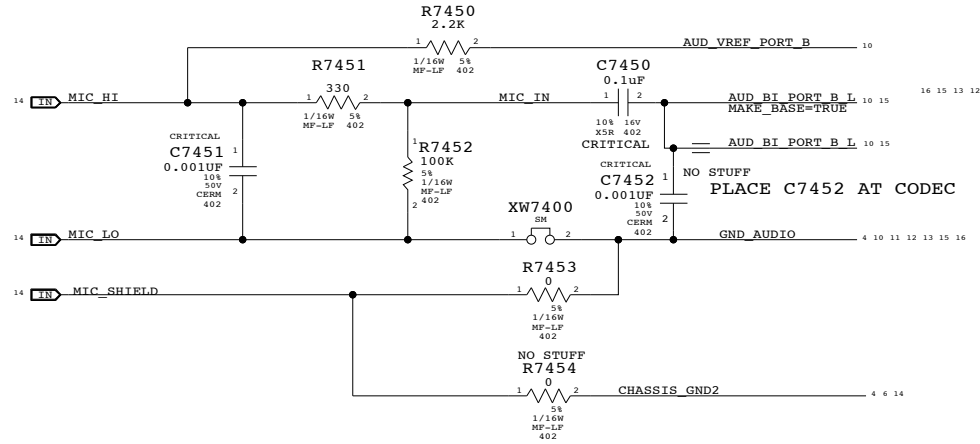 R7450
2.2K
1 2
1/16W 5%
MF-LF 402
AUD_VREF_PORT_B 10
R7451
330
1 2
1/16W 5%
MF-LF 402
C7450
0.1uF
1 2
10% 16V
X5R 402
CRITICAL
14 IN MIC_HI
MIC_IN
AUD_BI_PORT_B_L 10 15
MAKE_BASE=TRUE
16 15 13 12
AUD_BI_PORT_B_L 10 15
CRITICAL
C7451
0.001UF
10%
50V
CERM
402
1
2
1
R7452
100K
5%
1/16W
MF-LF
402
2
NO STUFF
CRITICAL
C7452
0.001UF
10%
50V
CERM
402
1
2
PLACE C7452 AT CODEC
XW7400
SM
1 2
14 IN MIC_LO
GND_AUDIO 4 10 11 12 13 15 16
R7453
0
1 2
5%
1/16W
MF-LF
402
14 IN MIC_SHIELD
NO STUFF
R7454
0
1 2
5%
1/16W
MF-LF
402
CHASSIS_GND2 4 6 14